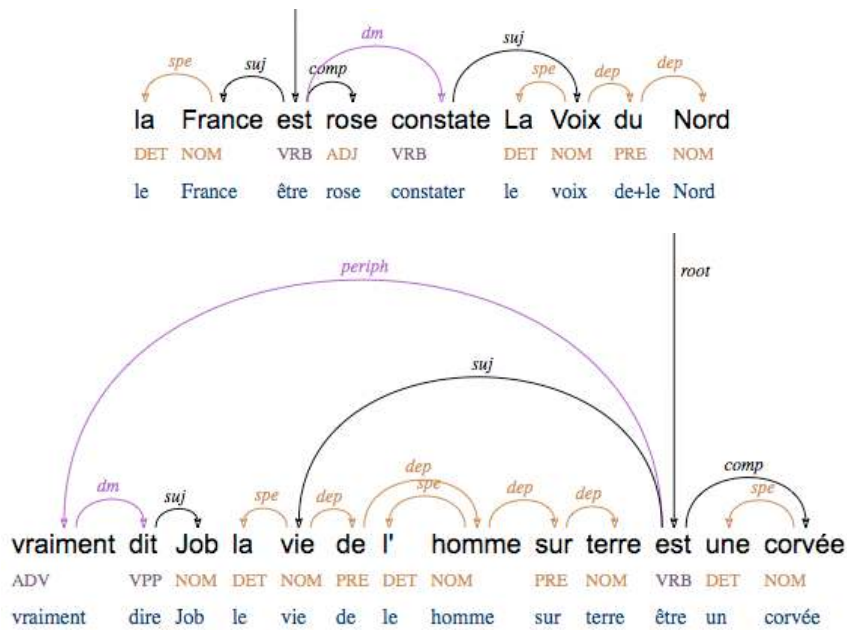 dm
suj
spe suj comp spe dep dep
la France est rose constate La Voix du Nord
DET NOM VRB ADJ VRB DET NOM PRE NOM
le France être rose constater le voix de+le Nord
periph
root
suj
dep comp
dm suj spe dep spe dep dep spe
vraiment dit Job la vie de l' homme sur terre est une corvée
ADV VPP NOM DET NOM PRE DET NOM PRE NOM VRB DET NOM
vraiment dire Job le vie de le homme sur terre être un corvée